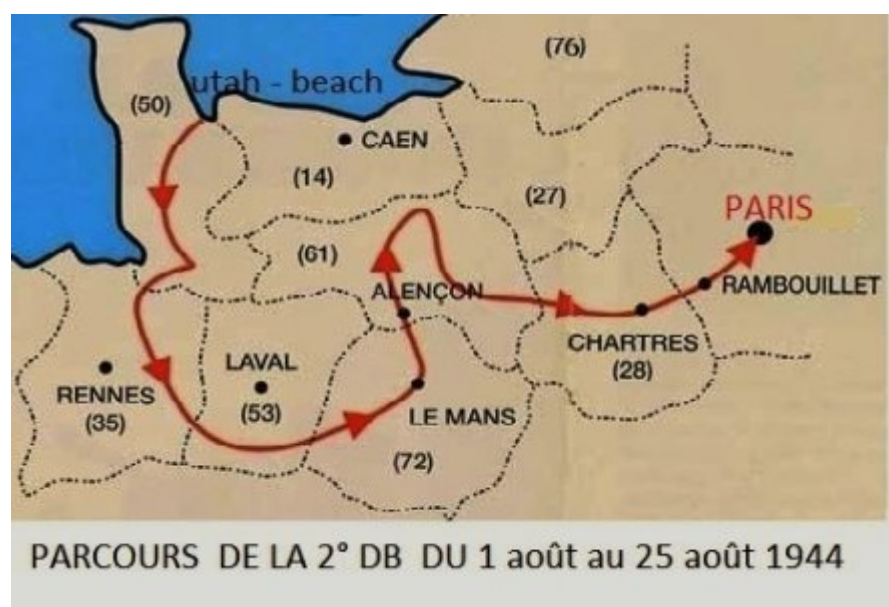 (76)
utah - beach
(50)
CAEN
(14)
(27)
PARIS
(61)
ALENÇON
RAMBOUILLET
CHARTRES
(28)
LAVAL
RENNES
(53)
(35)
LE MANS
(72)
PARCOURS DE LA 2° DB DU 1 août au 25 août 1944